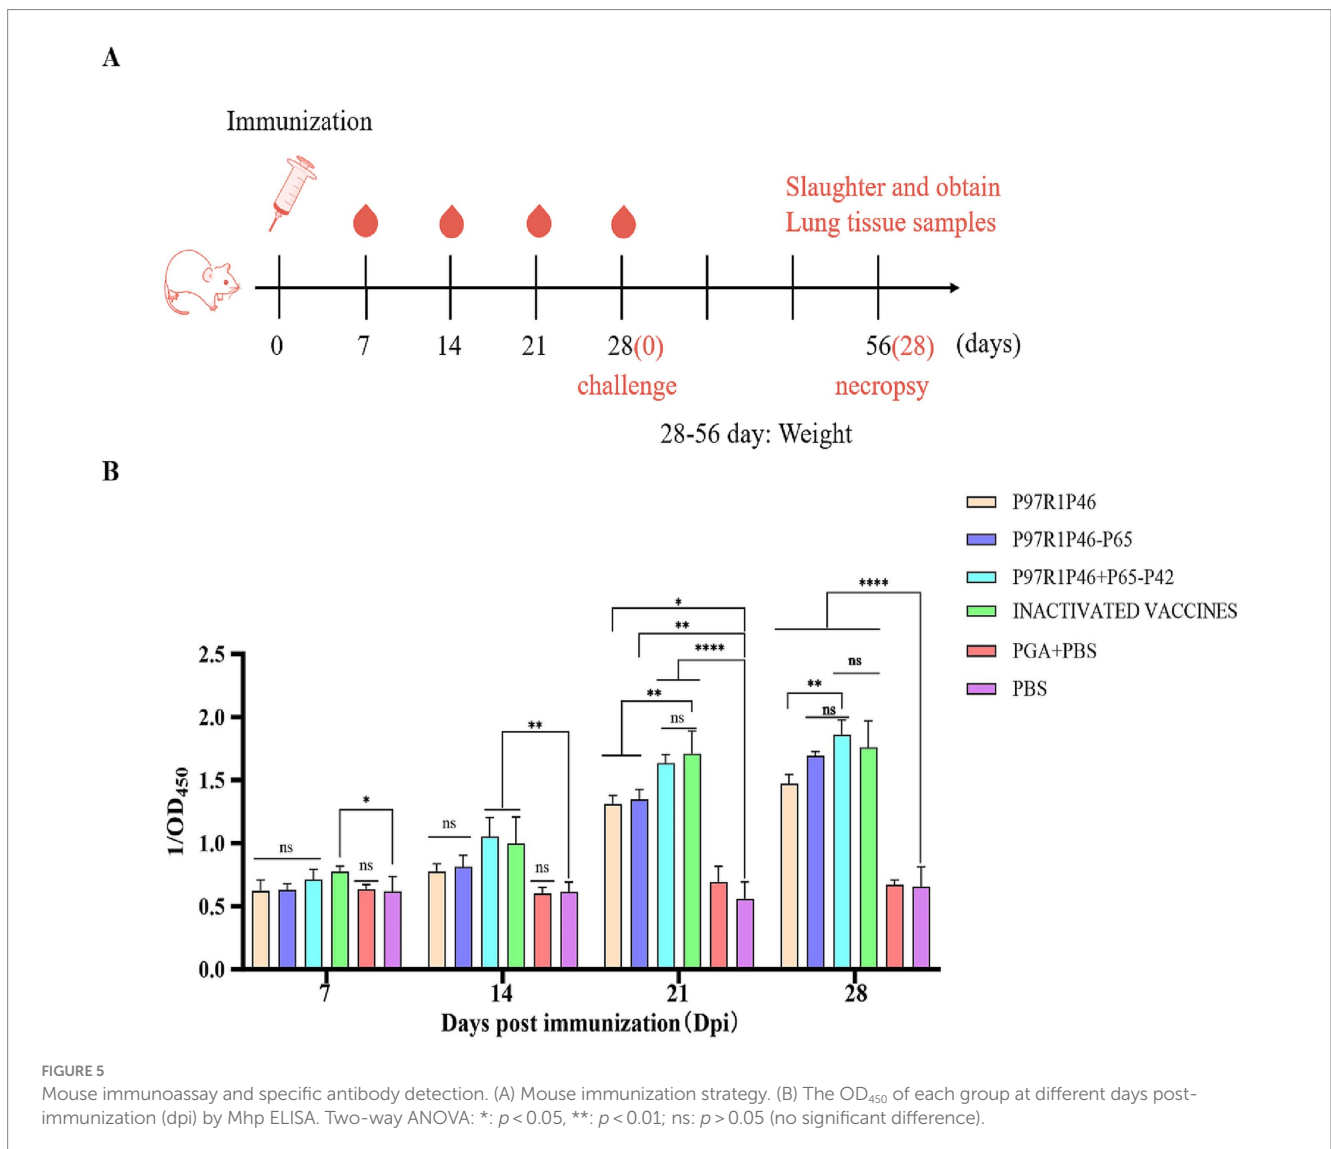 A
Immunization
Slaughter and obtain
Lung tissue samples
0 7 14 21 28(0) 56(28) (days)
challenge necropsy
28-56 day: Weight
B
P97R1P46
P97R1P46-P65
P97R1P46+P65-P42
INACTIVATED VACCINES
PGA+PBS
PBS
1/OD450
2.5
2.0
1.5
1.0
0.5
0.0
ns * ns
ns ** ns
* ** **** ** ns
**** ns ** ns
7 14 21 28
Days post immunization(Dpi)
FIGURE 5
Mouse immunoassay and specific antibody detection. (A) Mouse immunization strategy. (B) The OD450 of each group at different days post-
immunization (dpi) by Mhp ELISA. Two-way ANOVA: *: p < 0.05, **: p < 0.01; ns: p > 0.05 (no significant difference).